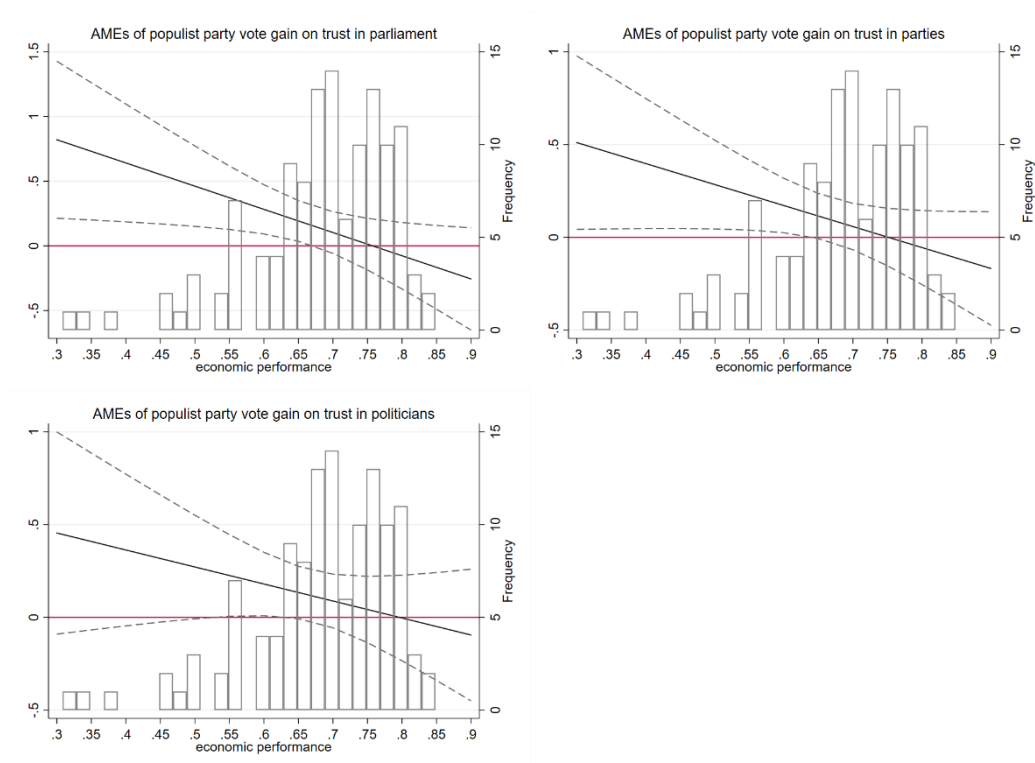 AMEs of populist party vote gain on trust in parliament
1.5
1
.5
0
-.5
15
10
5
0
Frequency
.3 .35 .4 .45 .5 .55 .6 .65 .7 .75 .8 .85 .9
economic performance
AMEs of populist party vote gain on trust in parties
1
.5
0
-.5
15
10
5
0
Frequency
.3 .35 .4 .45 .5 .55 .6 .65 .7 .75 .8 .85 .9
economic performance
AMEs of populist party vote gain on trust in politicians
1
.5
0
-.5
15
10
5
0
Frequency
.3 .35 .4 .45 .5 .55 .6 .65 .7 .75 .8 .85 .9
economic performance